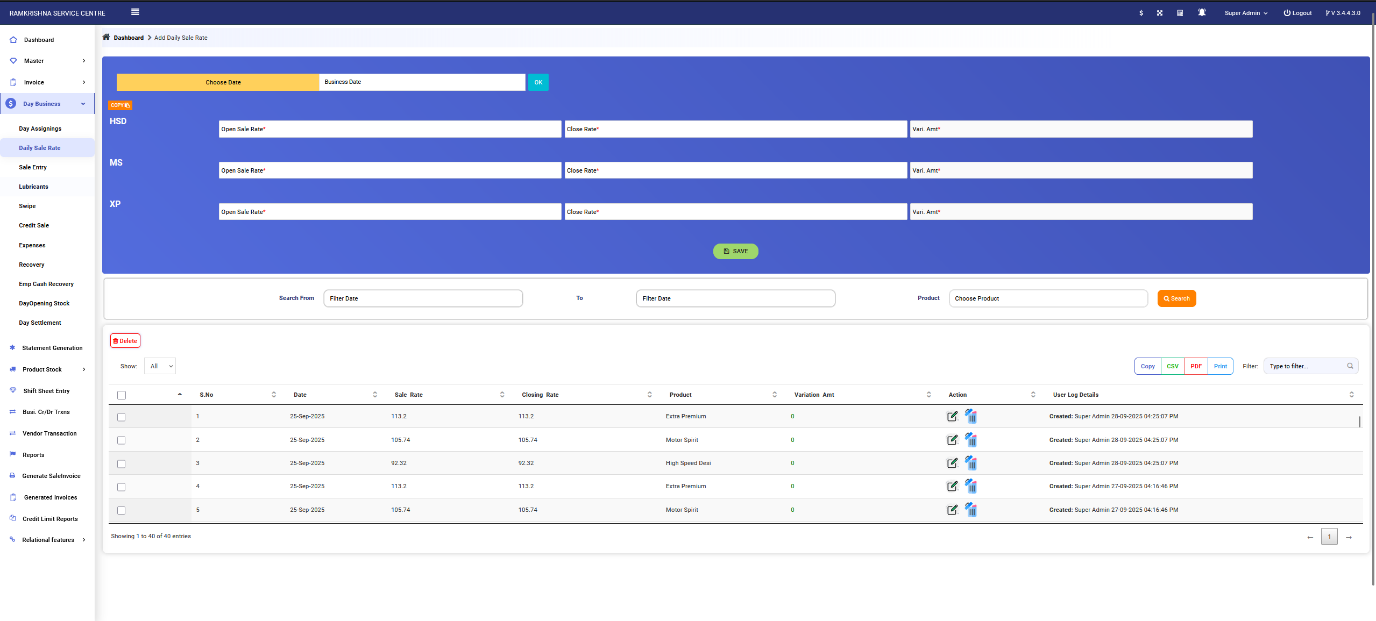 RAMKRISHNA SERVICE CENTRE
$ Super Admin Logout V 3.4.4.3.0
Dashboard
Master
Invoice
Day Business
Day Assignings
Daily Sale Rate
Sale Entry
Lubricants
Swipe
Credit Sale
Expenses
Recovery
Emp Cash Recovery
DayOpening Stock
Day Settlement
Statement Generation
Product Stock
Shift Sheet Entry
Busi. Cr/Dr Trxns
Vendor Transaction
Reports
Generate SaleInvoice
Generated Invoices
Credit Limit Reports
Relational features
Dashboard > Add Daily Sale Rate
Choose Date Business Date OK
COPY
HSD
Open Sale Rate* Close Rate* Vari. Amt*
MS
Open Sale Rate* Close Rate* Vari. Amt*
XP
Open Sale Rate* Close Rate* Vari. Amt*
SAVE
Search From Filter Date To Filter Date Product Choose Product Search
Delete
Show: All Copy CSV PDF Print Filter: Type to filter...
S.No Date Sale Rate Closing Rate Product Variation Amt Action User Log Details
1 25-Sep-2025 113.2 113.2 Extra Premium 0 Created: Super Admin 28-09-2025 04:25:07 PM
2 25-Sep-2025 105.74 105.74 Motor Spirit 0 Created: Super Admin 28-09-2025 04:25:07 PM
3 25-Sep-2025 92.32 92.32 High Speed Desi 0 Created: Super Admin 28-09-2025 04:25:07 PM
4 25-Sep-2025 113.2 113.2 Extra Premium 0 Created: Super Admin 27-09-2025 04:16:46 PM
5 25-Sep-2025 105.74 105.74 Motor Spirit 0 Created: Super Admin 27-09-2025 04:16:46 PM
Showing 1 to 40 of 40 entries
← 1 →